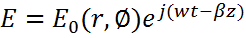 E = E₀(r, Ø)e^{j(wt−βz)}